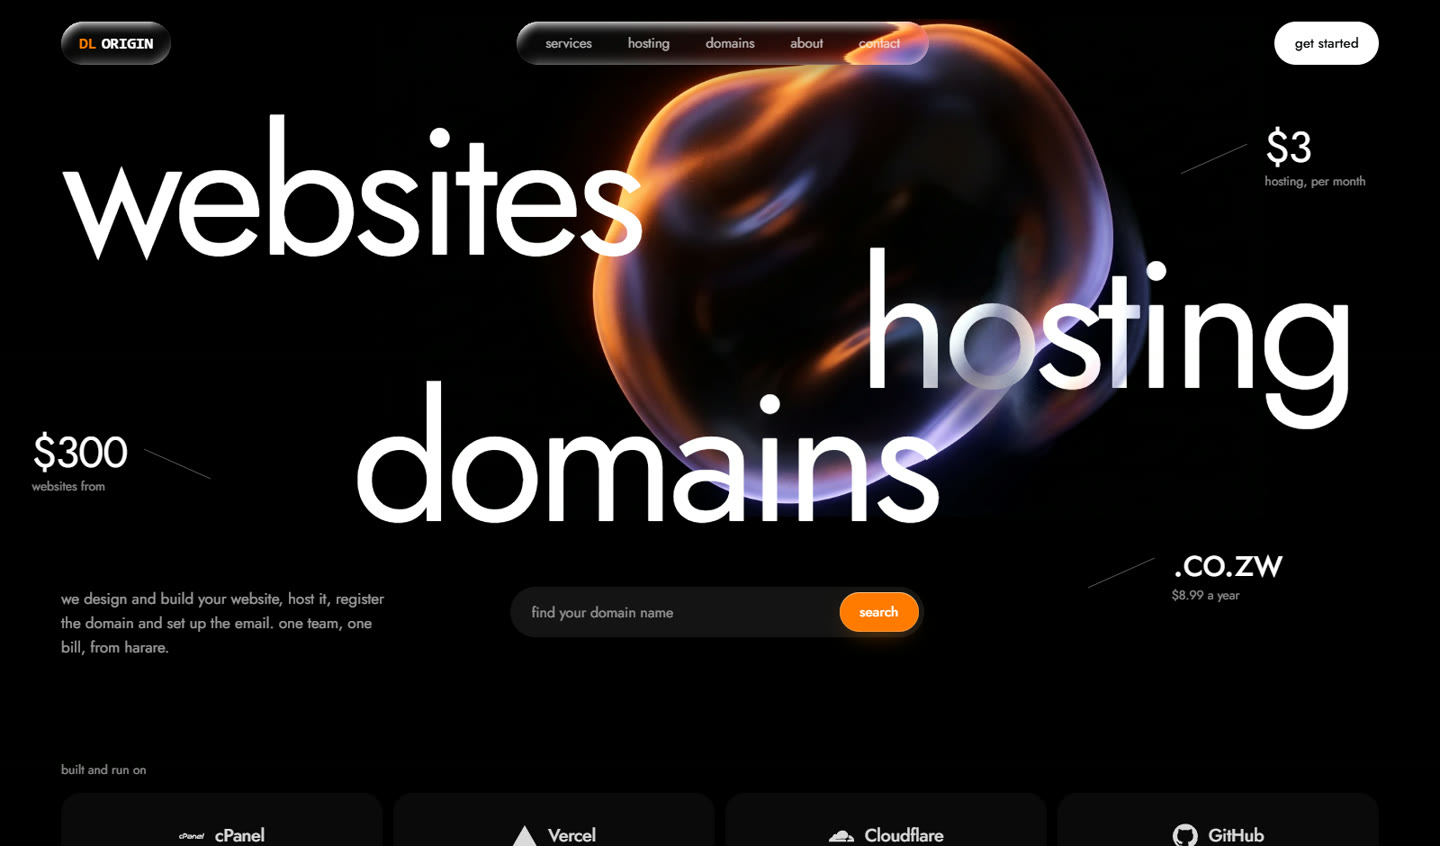 DL ORIGIN
services hosting domains about contact
get started
websites
$3
hosting, per month
hosting
domains
$300
websites from
.co.zw
$8.99 a year
we design and build your website, host it, register
the domain and set up the email. one team, one
bill, from harare.
find your domain name
search
built and run on
cPanel cPanel
Vercel
Cloudflare
GitHub